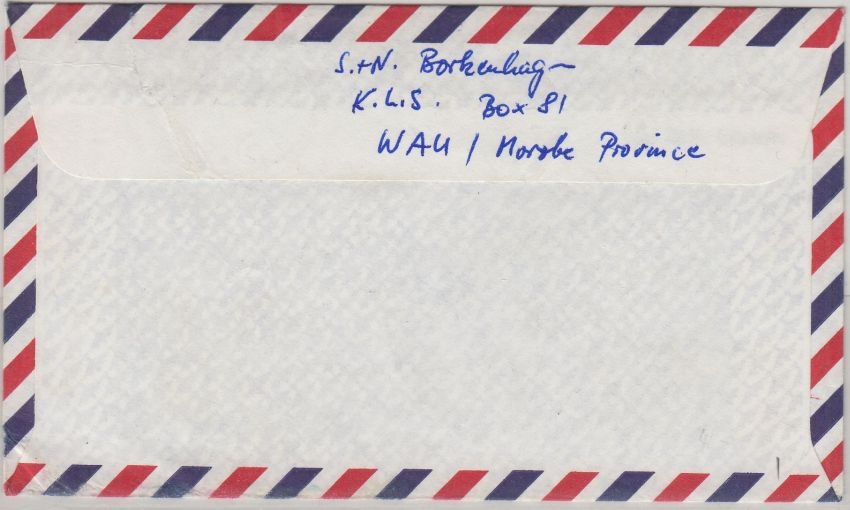 S.+N. Borkenhagen
K.L.S. Box 81
WAU / Morobe Province